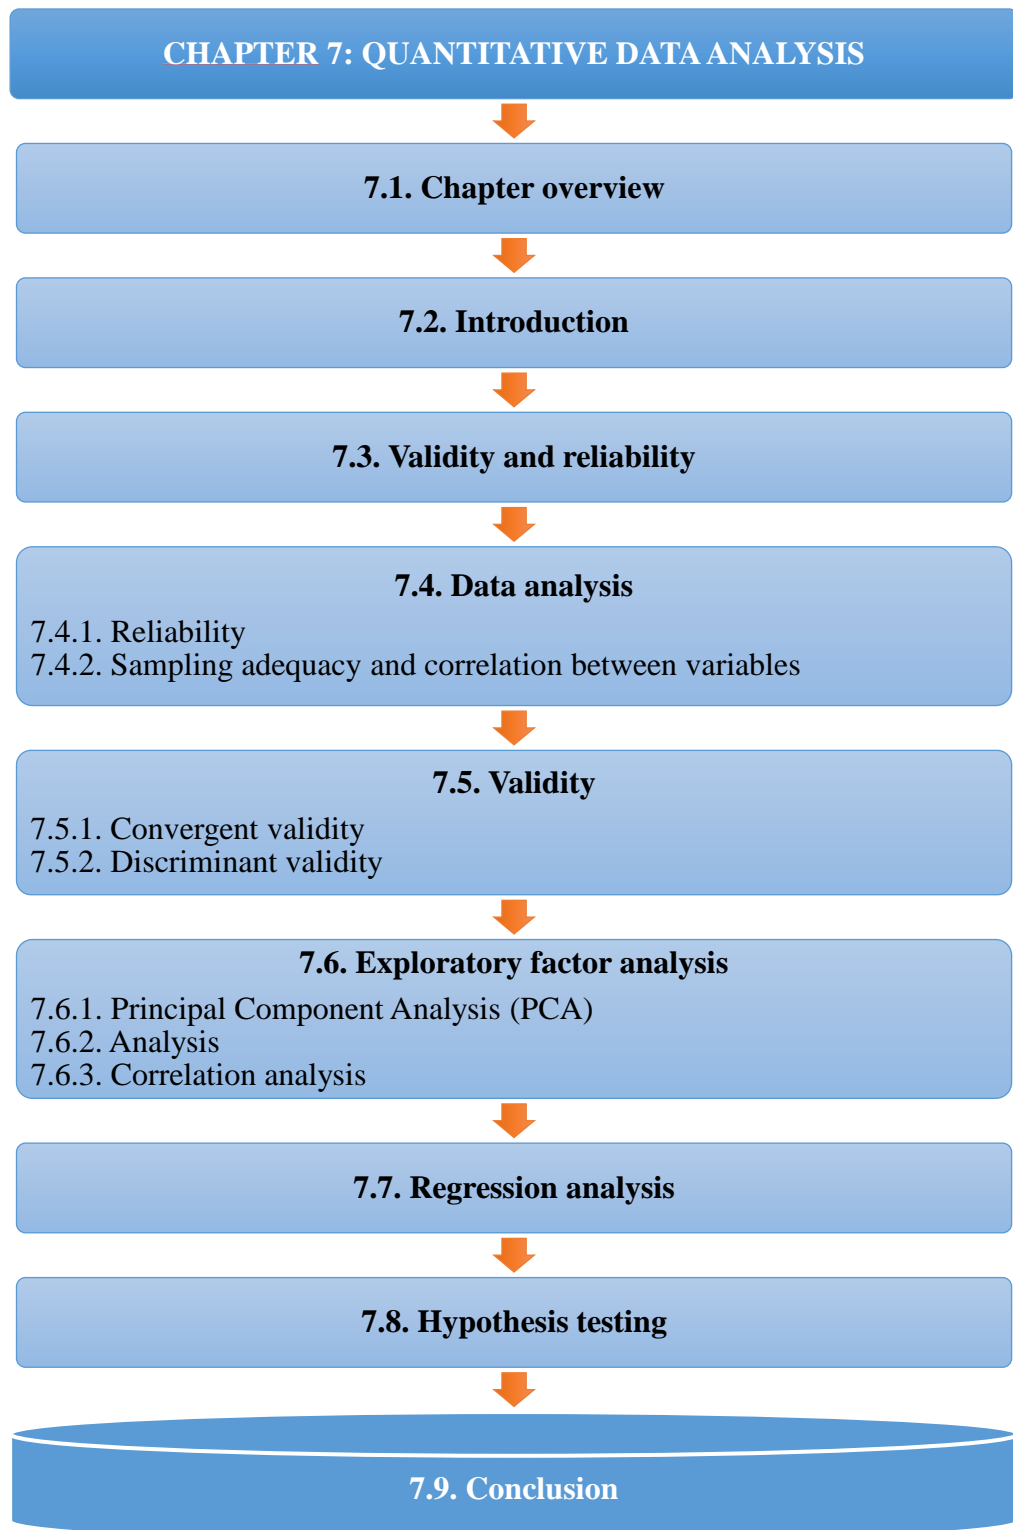 CHAPTER 7: QUANTITATIVE DATA ANALYSIS
7.1. Chapter overview
7.2. Introduction
7.3. Validity and reliability
7.4. Data analysis
7.4.1. Reliability
7.4.2. Sampling adequacy and correlation between variables
7.5. Validity
7.5.1. Convergent validity
7.5.2. Discriminant validity
7.6. Exploratory factor analysis
7.6.1. Principal Component Analysis (PCA)
7.6.2. Analysis
7.6.3. Correlation analysis
7.7. Regression analysis
7.8. Hypothesis testing
7.9. Conclusion